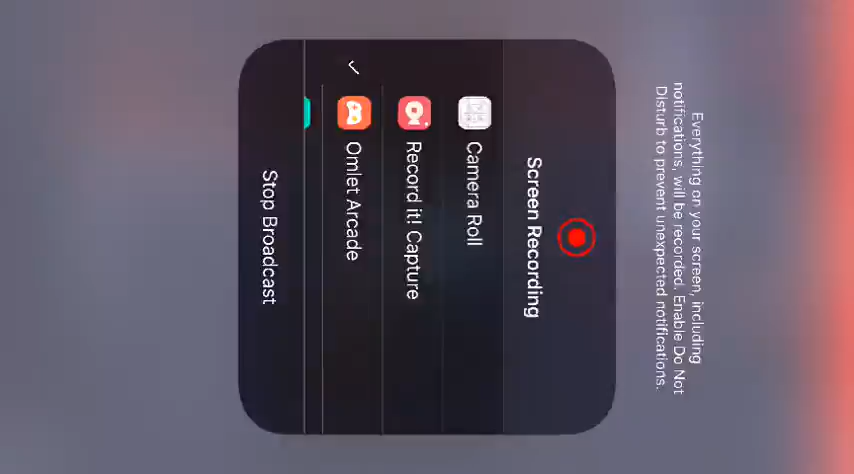 Everything on your screen, including
notifications, will be recorded. Enable Do Not
Disturb to prevent unexpected notifications.
Screen Recording
Camera Roll
Record it! Capture
Omlet Arcade
Stop Broadcast